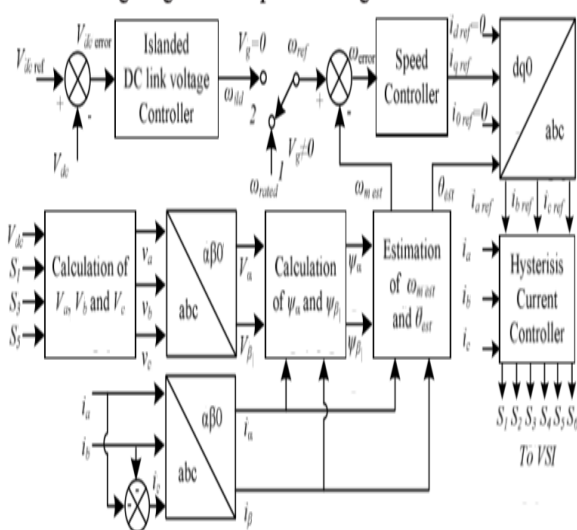 V_dc error
Islanded
DC link voltage
Controller
V_dc ref
+
-
V_dc
ω_ild
V_g=0
2
1
V_g≠0
ω_rated
ω_ref
+
-
ω_error
Speed
Controller
i_d ref=0
i_q ref
i_0 ref=0
dq0
abc
ω_m est
θ_est
i_a ref
i_b ref
i_c ref
V_dc
S_1
S_3
S_5
Calculation of
V_a, V_b and V_c
v_a
v_b
v_c
αβ0
abc
V_α
V_β
Calculation
of ψ_α and ψ_β
ψ_α
ψ_β
Estimation
of ω_m est
and θ_est
i_a
i_b
i_c
Hysterisis
Current
Controller
S_1 S_2 S_3 S_4 S_5 S_6
To VSI
i_a
i_b
-
-
i_c
αβ0
abc
i_α
i_β